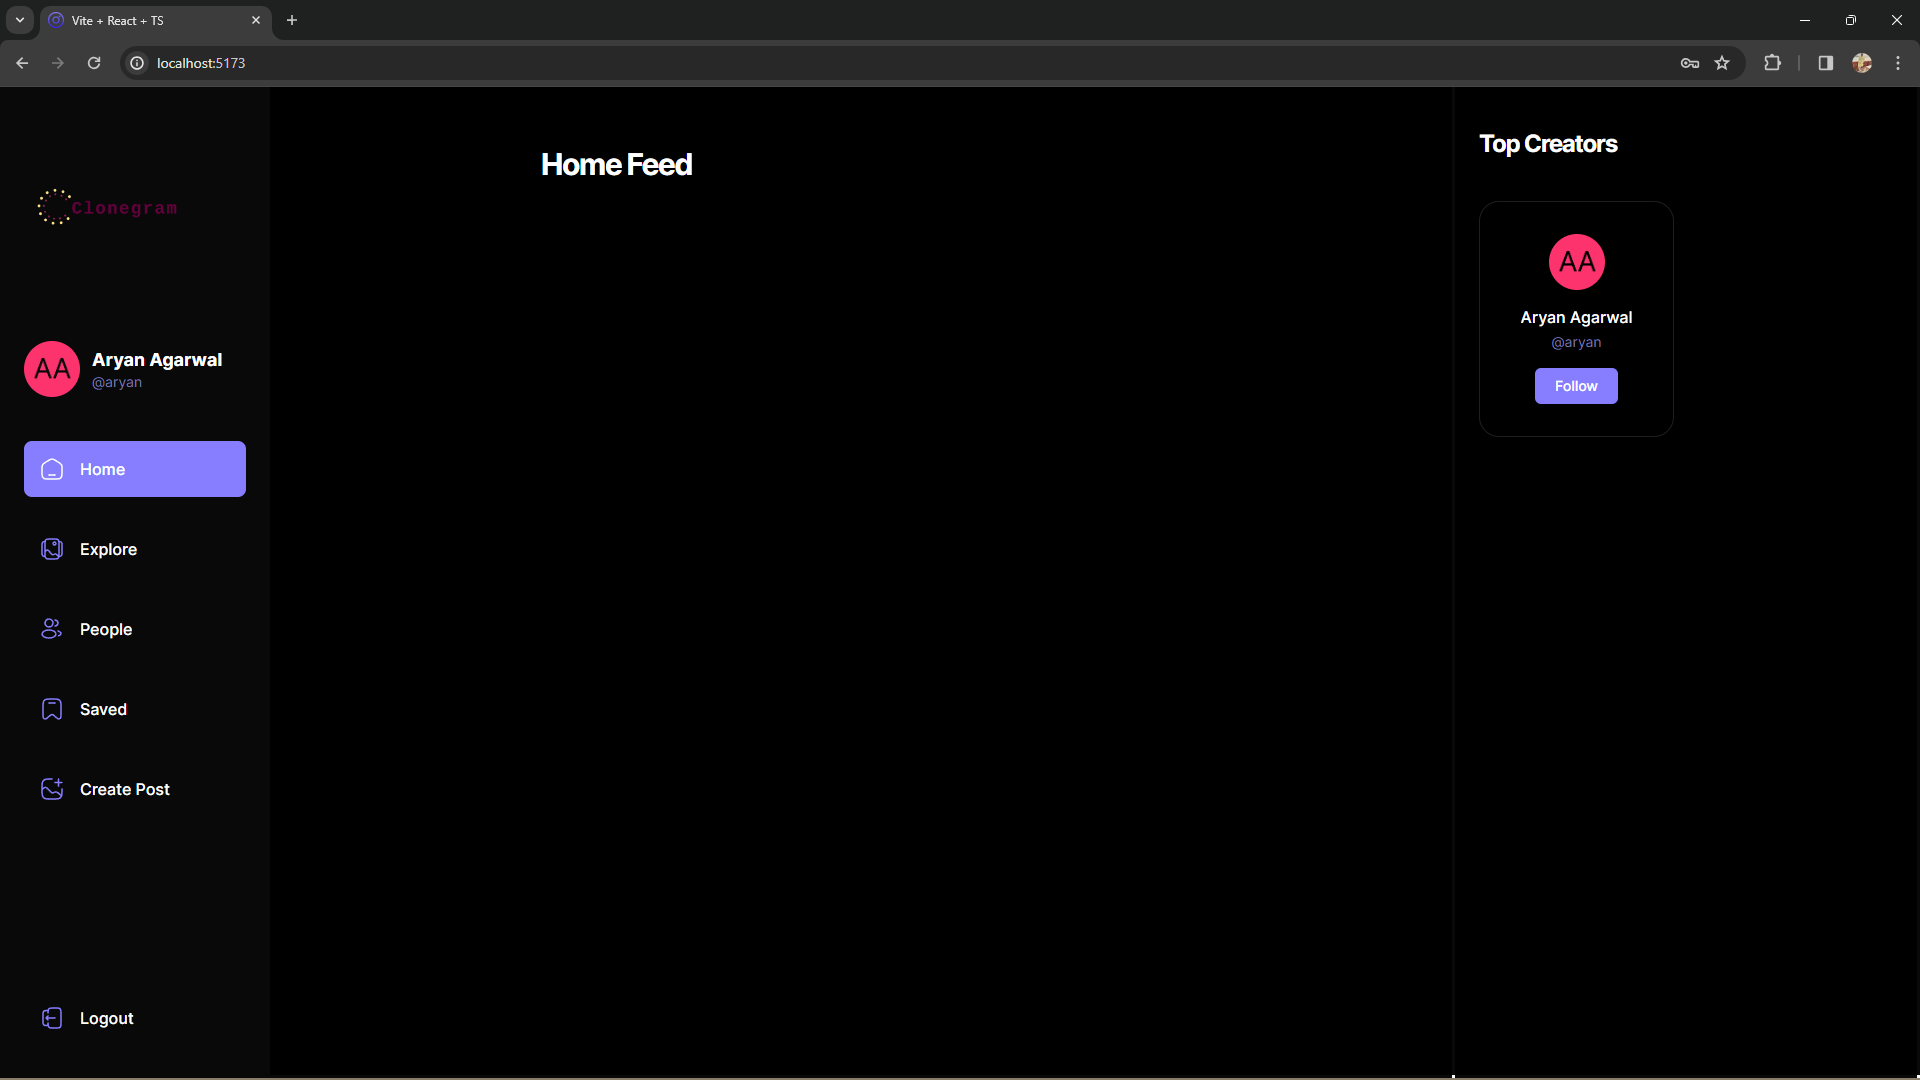 Vite + React + TS
localhost:5173
Clonegram
AA
Aryan Agarwal
@aryan
Home
Explore
People
Saved
Create Post
Logout
Home Feed
Top Creators
AA
Aryan Agarwal
@aryan
Follow